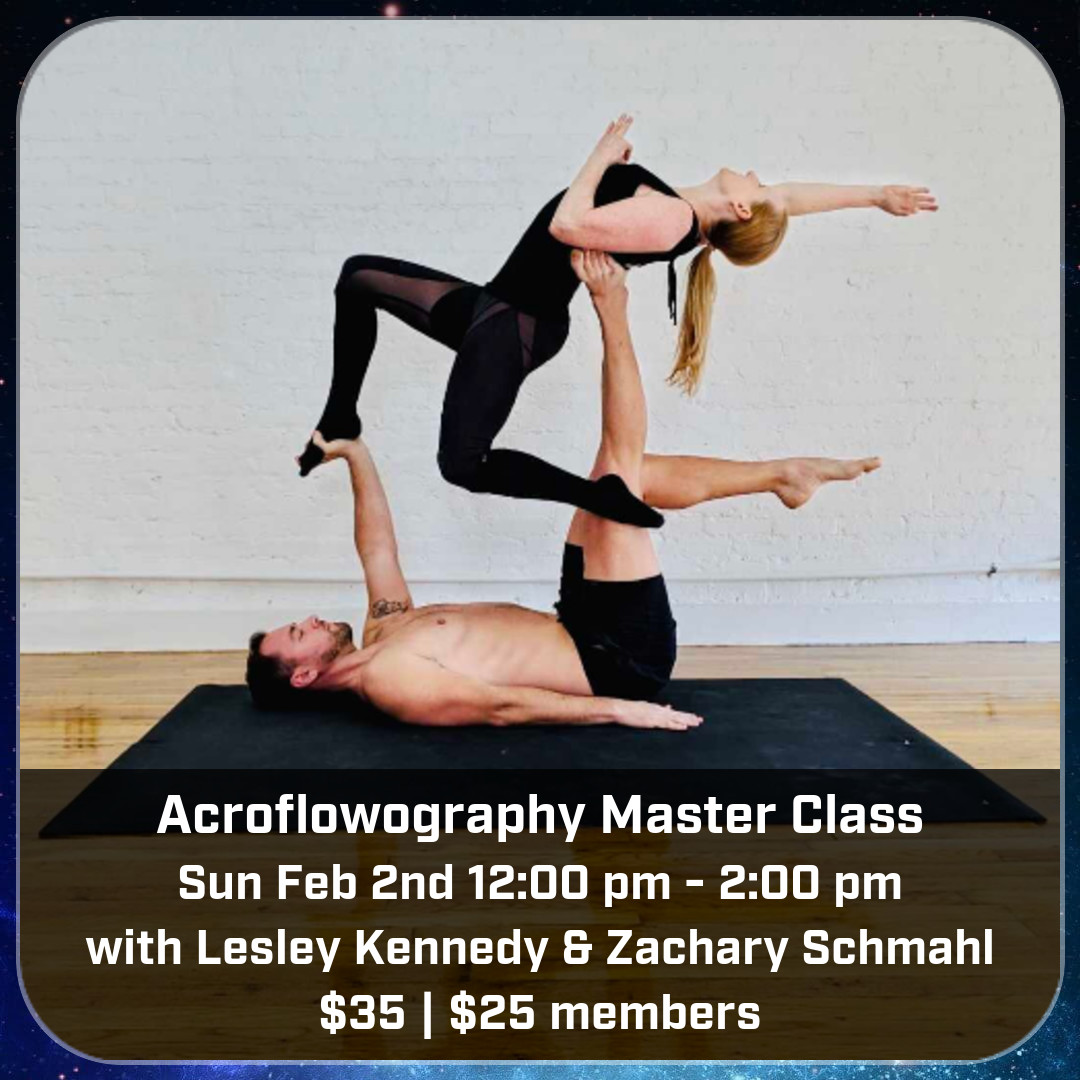 Acroflowography Master Class
Sun Feb 2nd 12:00 pm - 2:00 pm
with Lesley Kennedy & Zachary Schmahl
$35 | $25 members